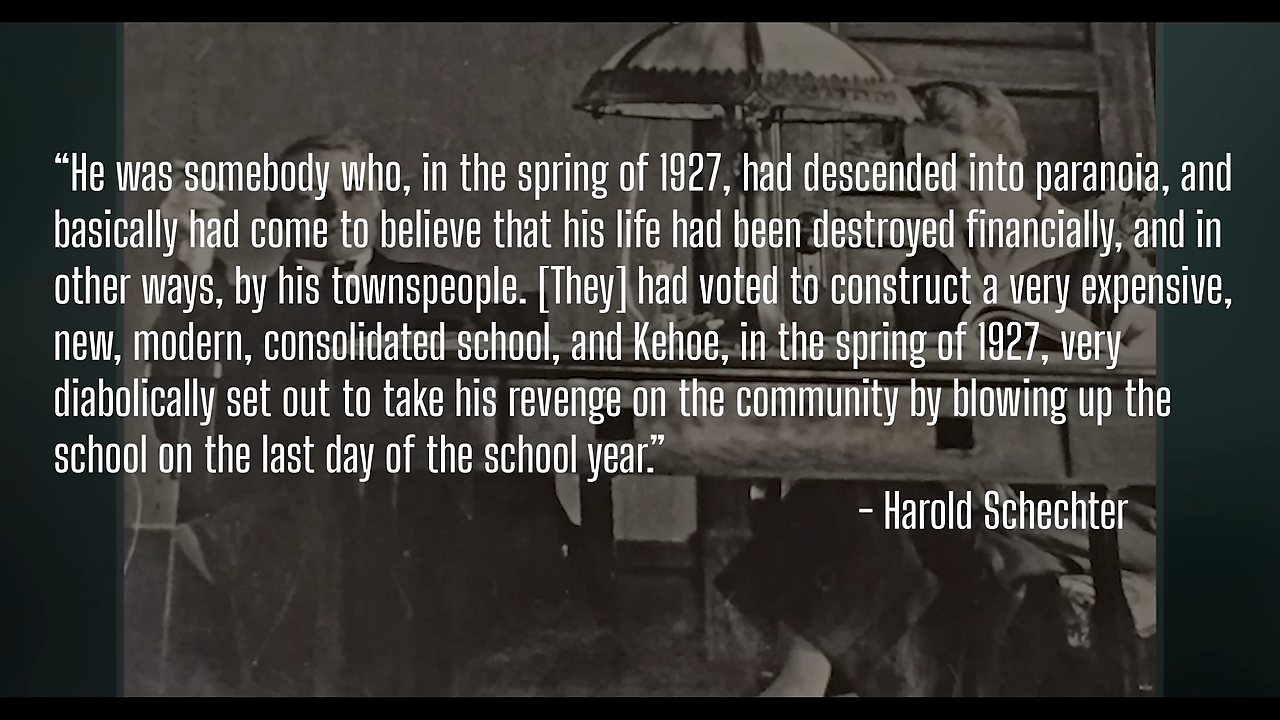 “He was somebody who, in the spring of 1927, had descended into paranoia, and
basically had come to believe that his life had been destroyed financially, and in
other ways, by his townspeople. [They] had voted to construct a very expensive,
new, modern, consolidated school, and Kehoe, in the spring of 1927, very
diabolically set out to take his revenge on the community by blowing up the
school on the last day of the school year.”
- Harold Schechter